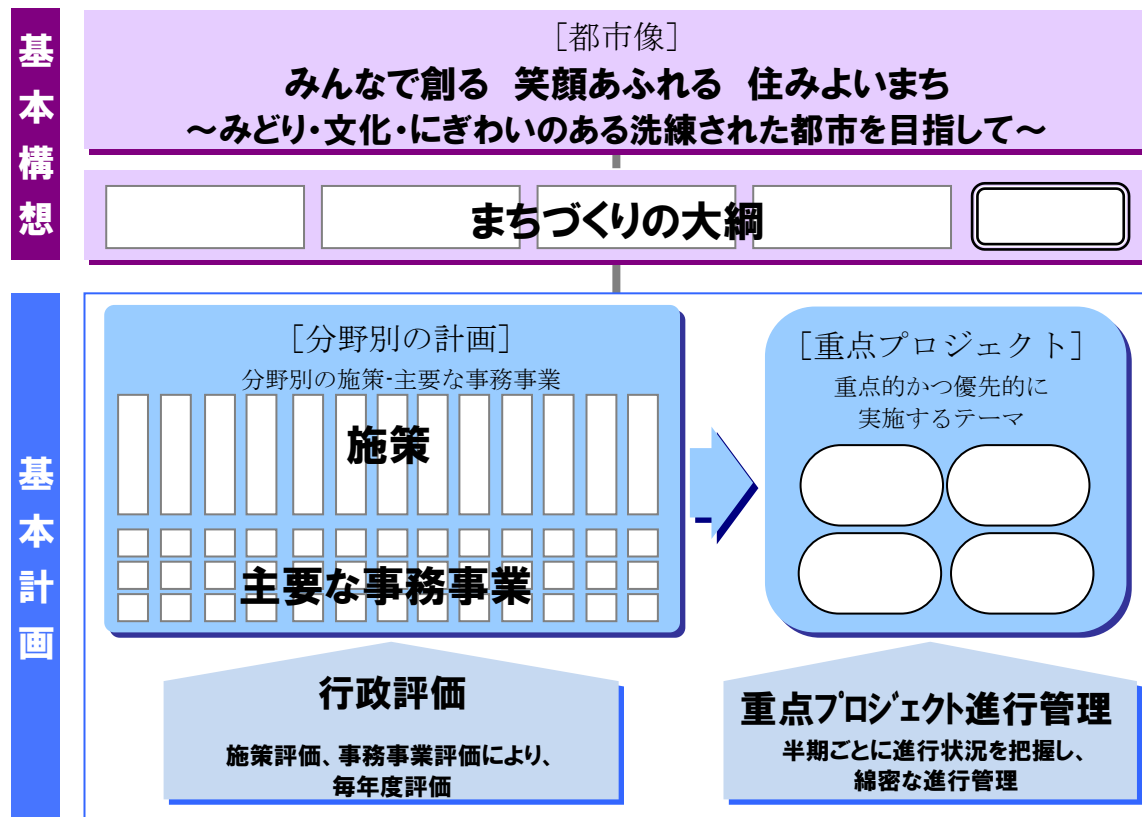 基本構想
［都市像］
みんなで創る 笑顔あふれる 住みよいまち
～みどり・文化・にぎわいのある洗練された都市を目指して～
まちづくりの大綱
基本計画
［分野別の計画］
分野別の施策・主要な事務事業
施策
主要な事務事業
［重点プロジェクト］
重点的かつ優先的に
実施するテーマ
行政評価
施策評価、事務事業評価により、
毎年度評価
重点プロジェクト進行管理
半期ごとに進行状況を把握し、
綿密な進行管理